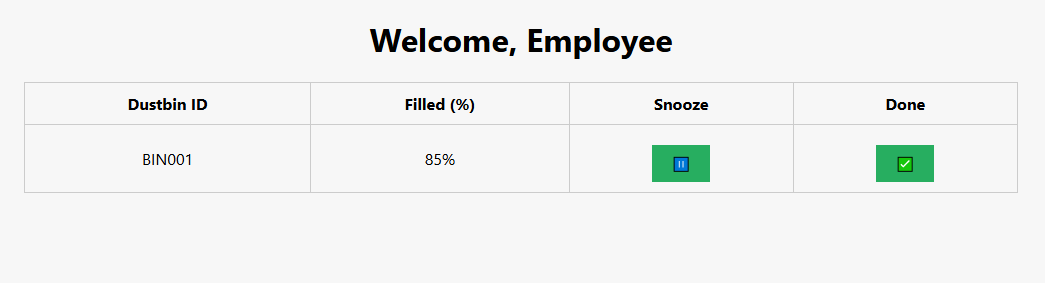 Welcome, Employee
Dustbin ID Filled (%) Snooze Done
BIN001 85% ⏸ ✅